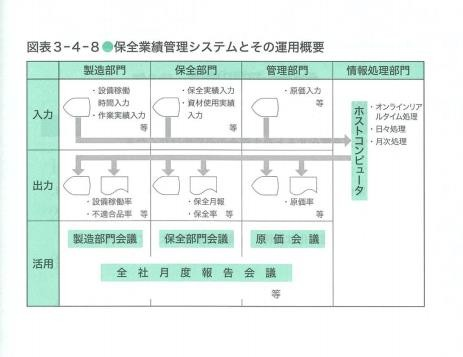 図表3-4-8●保全業績管理システムとその運用概要
製造部門 保全部門 管理部門 情報処理部門
入力
・設備稼働
時間入力
・作業実績入力
等
・保全実績入力
・資材使用実績
入力
等
・原価入力
等
ホストコンピュータ
・オンラインリア
ルタイム処理
・日々処理
・月次処理
出力
・設備稼働率
・不適合品率 等
・保全月報
・保全率 等
・原価率
等
活用
製造部門会議 保全部門会議 原価会議
全社月度報告会議
等